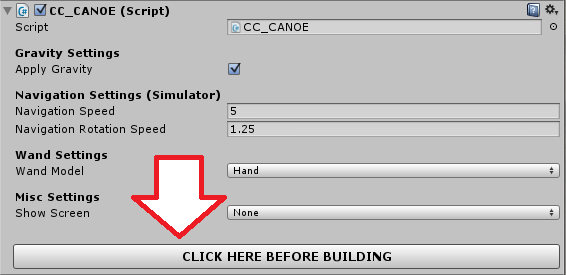 CC_CANOE (Script)
Script CC_CANOE
Gravity Settings
Apply Gravity
Navigation Settings (Simulator)
Navigation Speed 5
Navigation Rotation Speed 1.25
Wand Settings
Wand Model Hand
Misc Settings
Show Screen None
CLICK HERE BEFORE BUILDING